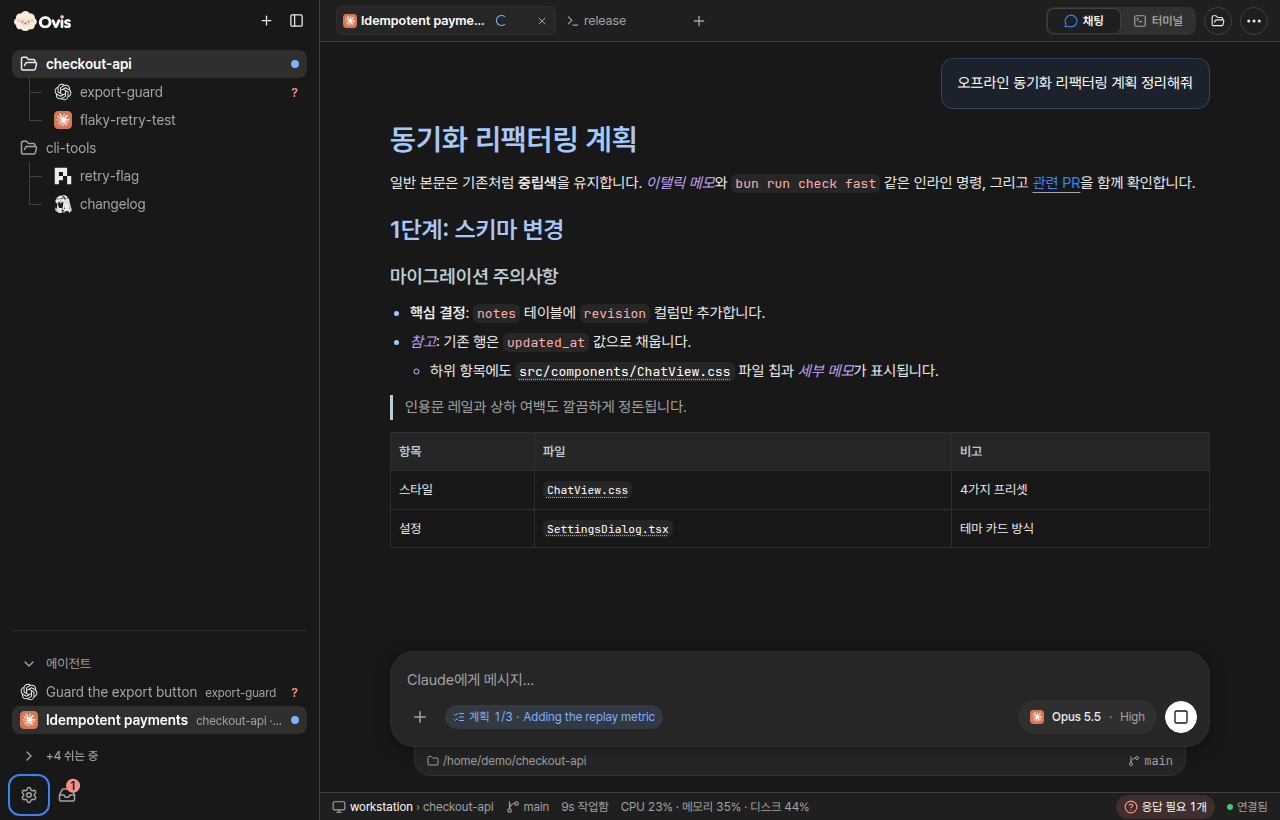 Ovis
checkout-api
export-guard ?
flaky-retry-test
cli-tools
retry-flag
changelog
에이전트
Guard the export button export-guard ?
Idempotent payments checkout-api ·...
+4 쉬는 중
1
Idempotent payme...
release
채팅
터미널
오프라인 동기화 리팩터링 계획 정리해줘
동기화 리팩터링 계획
일반 본문은 기존처럼 중립색을 유지합니다. 이탤릭 메모와 bun run check fast 같은 인라인 명령, 그리고 관련 PR을 함께 확인합니다.
1단계: 스키마 변경
마이그레이션 주의사항
핵심 결정: notes 테이블에 revision 컬럼만 추가합니다.
참고: 기존 행은 updated_at 값으로 채웁니다.
하위 항목에도 src/components/ChatView.css 파일 칩과 세부 메모가 표시됩니다.
인용문 레일과 상하 여백도 깔끔하게 정돈됩니다.
항목 파일 비고
스타일 ChatView.css 4가지 프리셋
설정 SettingsDialog.tsx 테마 카드 방식
Claude에게 메시지...
계획 1/3 · Adding the replay metric
Opus 5.5 · High
/home/demo/checkout-api
main
workstation › checkout-api main 9s 작업함 CPU 23% · 메모리 35% · 디스크 44%
응답 필요 1개
연결됨